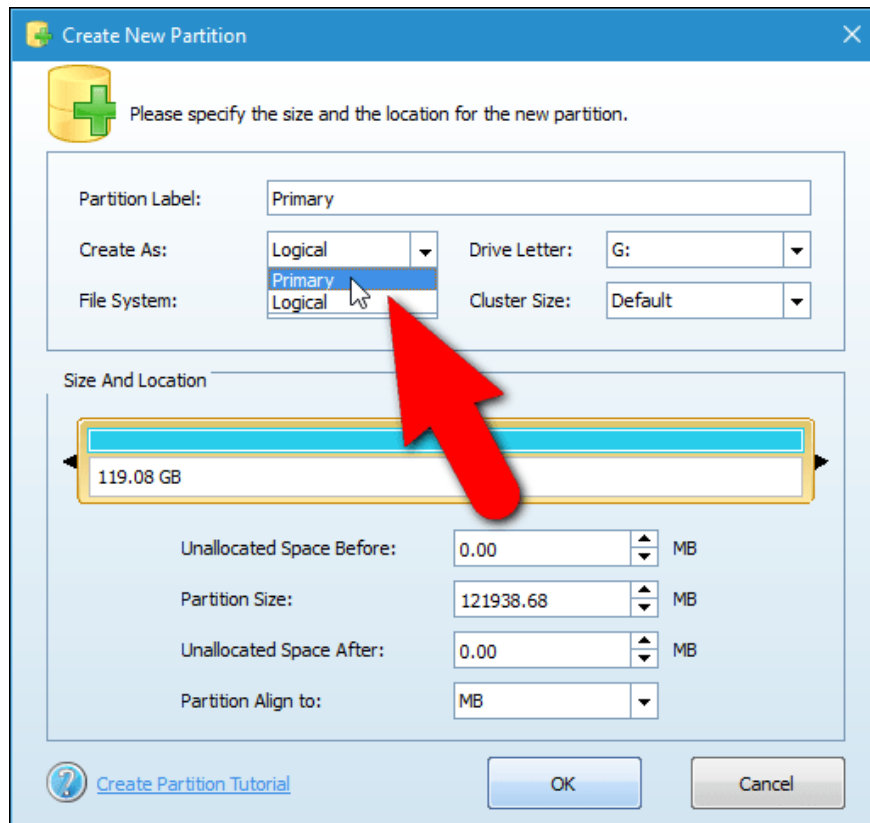 Create New Partition
Please specify the size and the location for the new partition.
Partition Label: Primary
Create As: Logical Drive Letter: G:
Primary
File System: Logical Cluster Size: Default
Size And Location
119.08 GB
Unallocated Space Before: 0.00 MB
Partition Size: 121938.68 MB
Unallocated Space After: 0.00 MB
Partition Align to: MB
Create Partition Tutorial OK Cancel